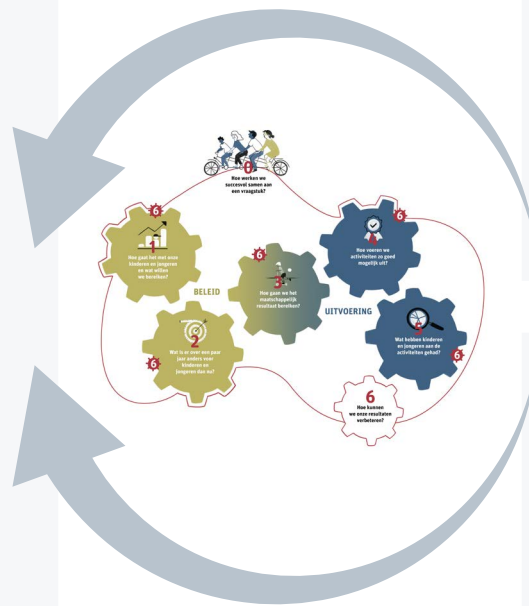 0
Hoe werken we
succesvol samen aan
een vraagstuk?
6
1
Hoe gaat het met onze
kinderen en jongeren
en wat willen
we bereiken?
BELEID
6
2
Wat is er over een paar
jaar anders voor
kinderen en
jongeren dan nu?
6
3
Hoe gaan we het
maatschappelijk
resultaat bereiken?
UITVOERING
6
4
Hoe voeren we
activiteiten zo goed
mogelijk uit?
5
Wat hebben kinderen
en jongeren aan de
activiteiten gehad?
6
6
Hoe kunnen
we onze resultaten
verbeteren?